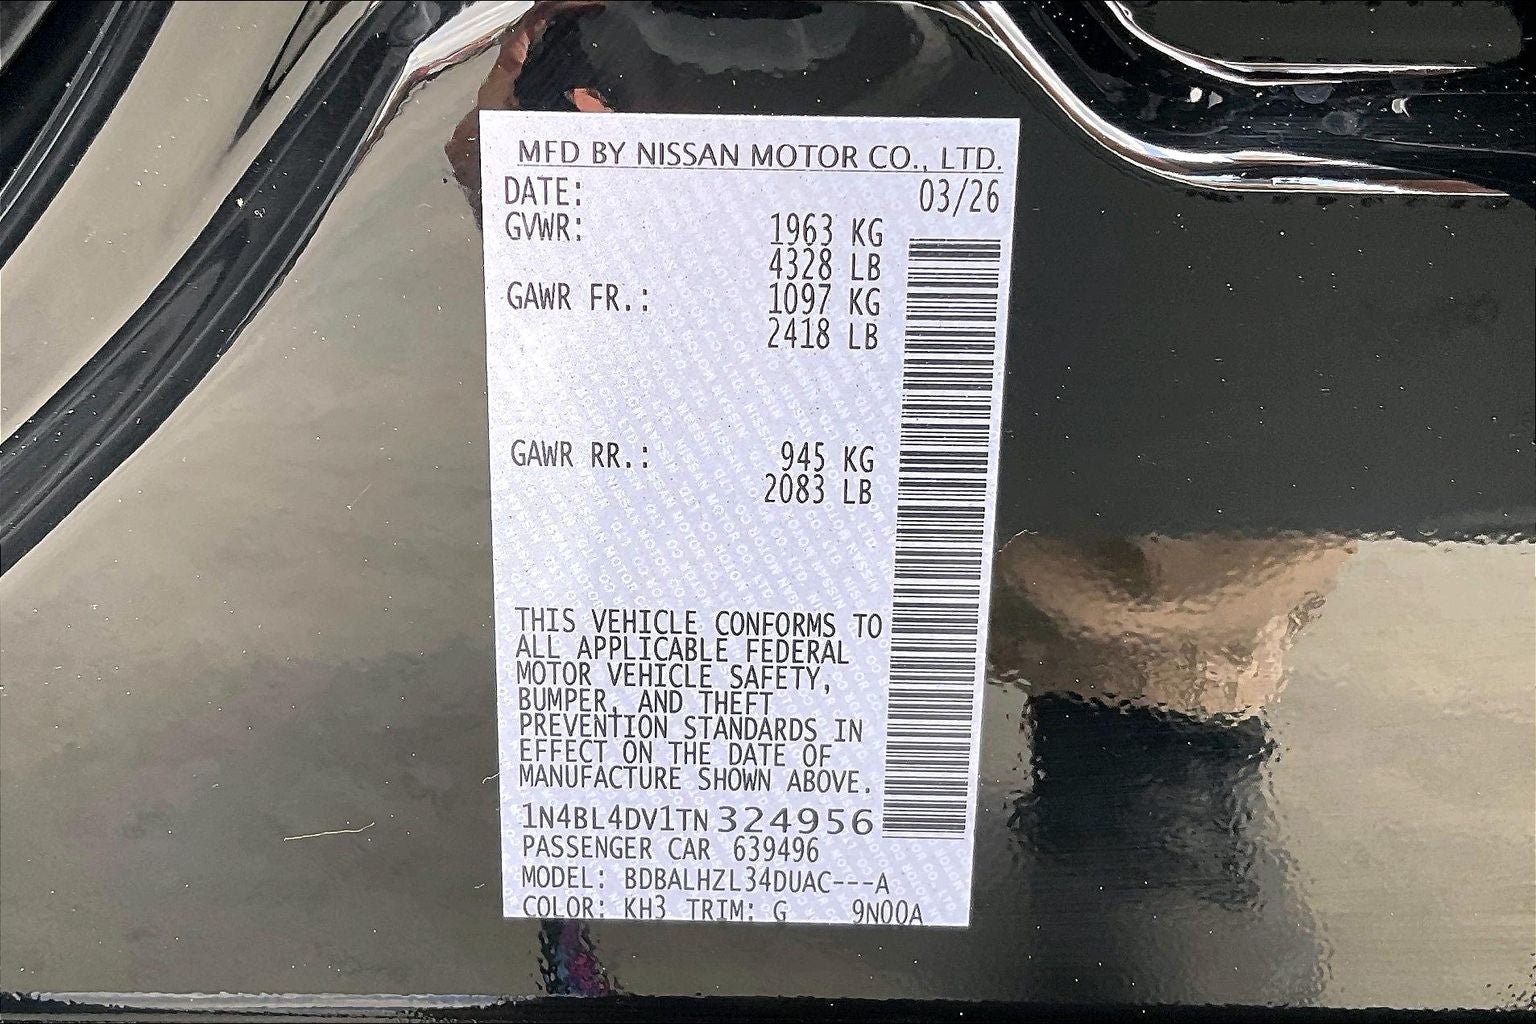 MFD BY NISSAN MOTOR CO., LTD.
DATE: 03/26
GVWR: 1963 KG
4328 LB
GAWR FR.: 1097 KG
2418 LB
GAWR RR.: 945 KG
2083 LB
THIS VEHICLE CONFORMS TO
ALL APPLICABLE FEDERAL
MOTOR VEHICLE SAFETY,
BUMPER, AND THEFT
PREVENTION STANDARDS IN
EFFECT ON THE DATE OF
MANUFACTURE SHOWN ABOVE.
1N4BL4DV1TN324956
PASSENGER CAR 639496
MODEL: BDBALHZL34DUAC---A
COLOR: KH3 TRIM: G 9N00A